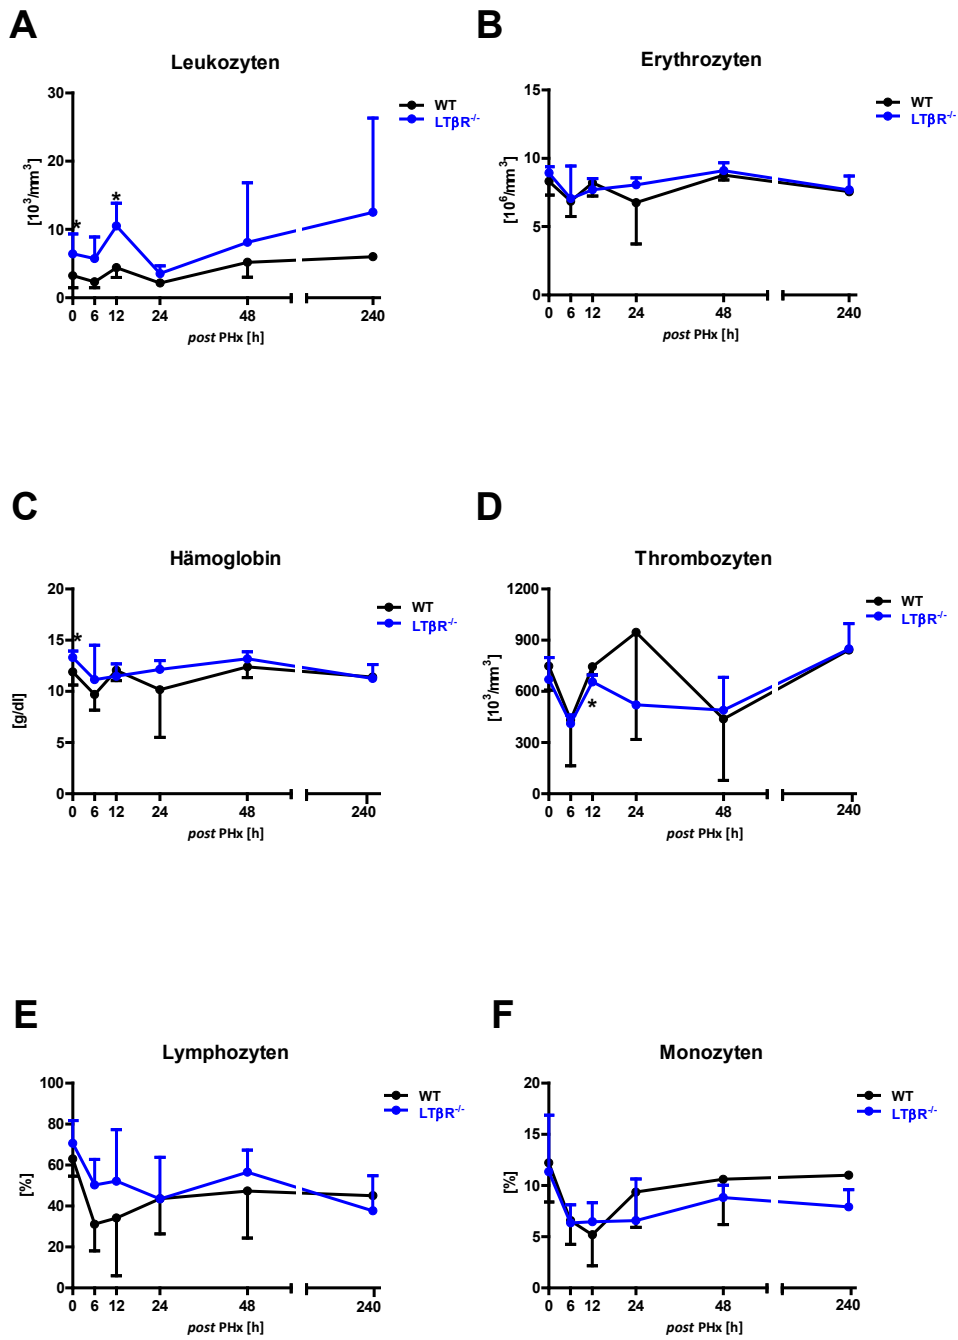 A
Leukozyten
30
20
10
0
[10³/mm³]
*
*
WT
LTβR⁻/⁻
0 6 12 24 48 240
post PHx [h]
B
Erythrozyten
15
10
5
0
[10⁶/mm³]
WT
LTβR⁻/⁻
0 6 12 24 48 240
post PHx [h]
C
Hämoglobin
20
15
10
5
0
[g/dl]
*
WT
LTβR⁻/⁻
0 6 12 24 48 240
post PHx [h]
D
Thrombozyten
1200
900
600
300
0
[10³/mm³]
*
WT
LTβR⁻/⁻
0 6 12 24 48 240
post PHx [h]
E
Lymphozyten
100
80
60
40
20
0
[%]
WT
LTβR⁻/⁻
0 6 12 24 48 240
post PHx [h]
F
Monozyten
20
15
10
5
0
[%]
WT
LTβR⁻/⁻
0 6 12 24 48 240
post PHx [h]